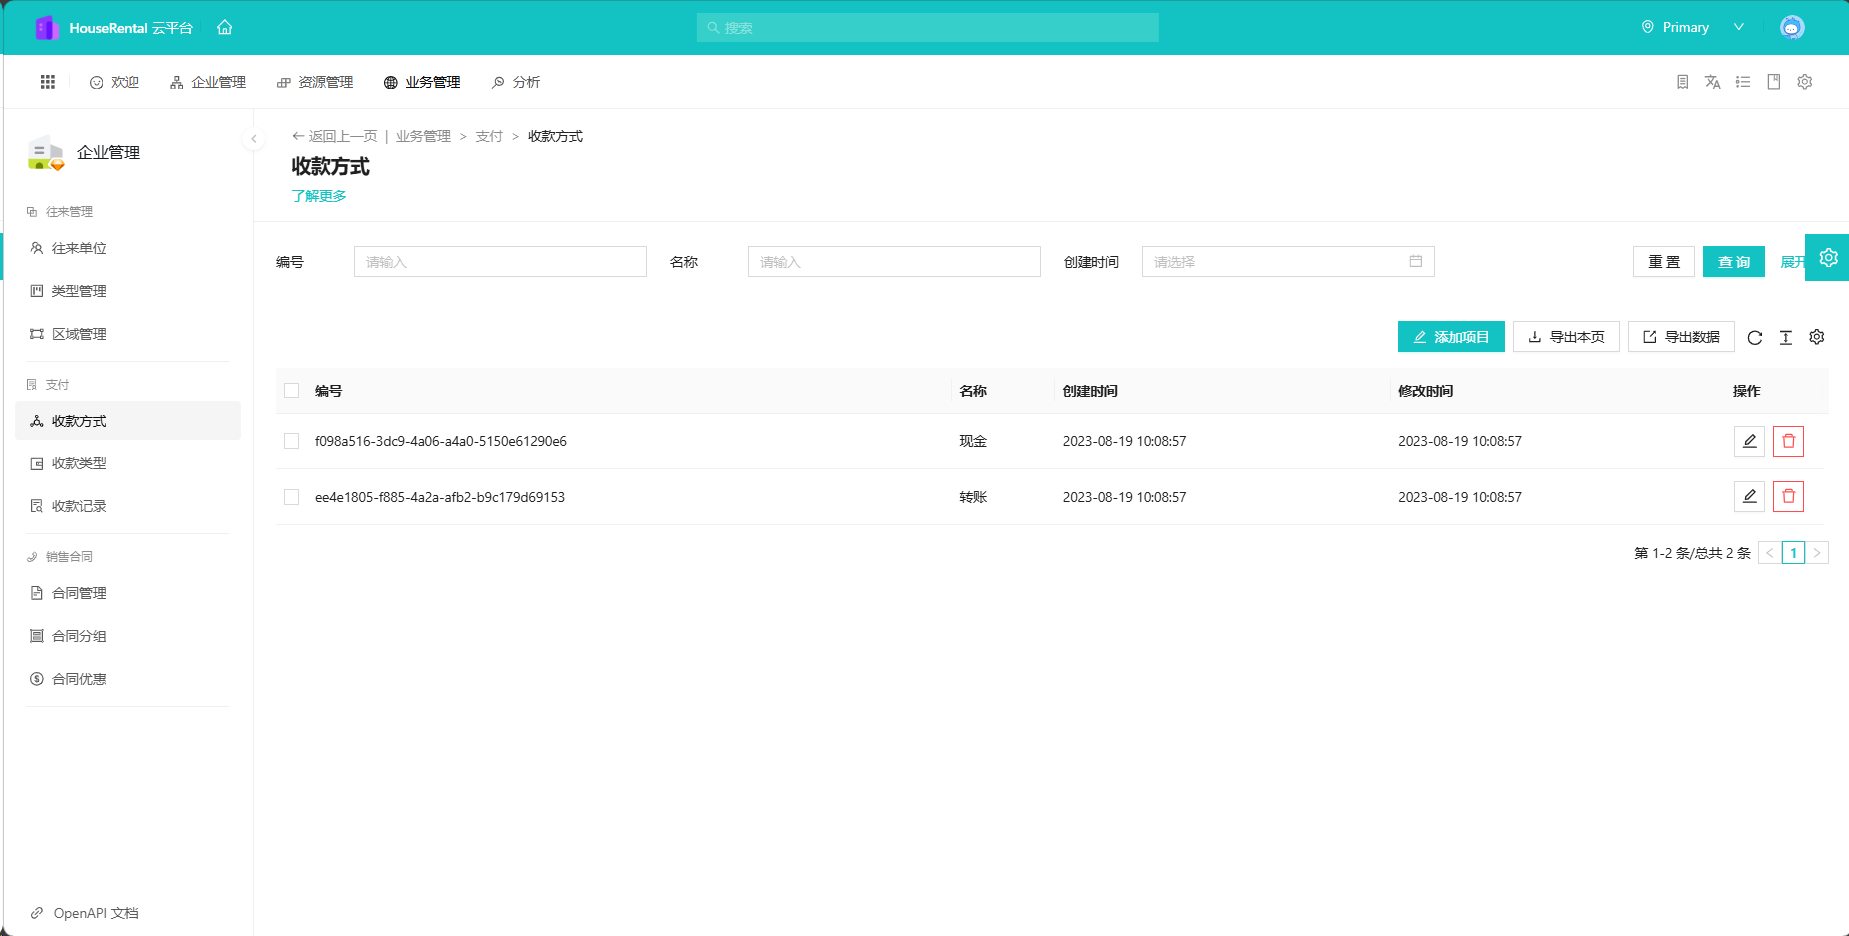 HouseRental 云平台
搜索
Primary
欢迎
企业管理
资源管理
业务管理
分析
企业管理
往来管理
往来单位
类型管理
区域管理
支付
收款方式
收款类型
收款记录
销售合同
合同管理
合同分组
合同优惠
OpenAPI 文档
返回上一页 | 业务管理 > 支付 > 收款方式
收款方式
了解更多
编号 请输入 名称 请输入 创建时间 请选择 重 置 查 询 展开
添加项目 导出本页 导出数据
编号 名称 创建时间 修改时间 操作
f098a516-3dc9-4a06-a4a0-5150e61290e6 现金 2023-08-19 10:08:57 2023-08-19 10:08:57
ee4e1805-f885-4a2a-afb2-b9c179d69153 转账 2023-08-19 10:08:57 2023-08-19 10:08:57
第 1-2 条/总共 2 条 < 1 >